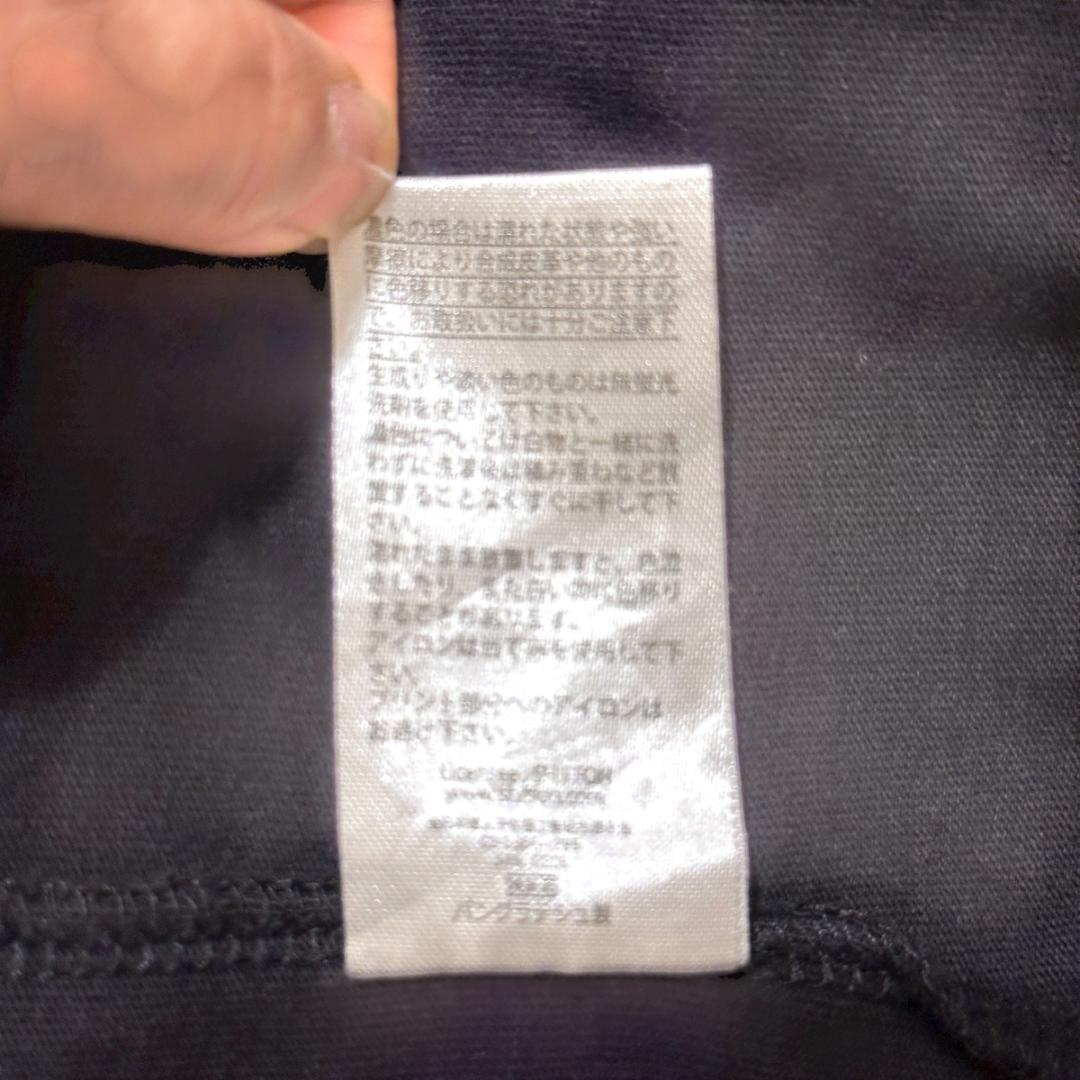 濃色の場合は濡れた状態や強い
摩擦により合成皮革や他のもの
に色移りする恐れがありますの
で、お取扱いには十分ご注意下
さい。
生成りや淡い色のものは無蛍光
洗剤を使用して下さい。
濃色については白物と一緒に洗
わずに洗濯後は積み重ねなど放
置することなくすぐに干して下
さい。
濡れたまま放置しますと、色泣
きしたり、また白い物に色移り
することがあります。
アイロンは当て布を使用して下
さい。
プリント部分へのアイロンは
お避け下さい。
バングラデシュ製